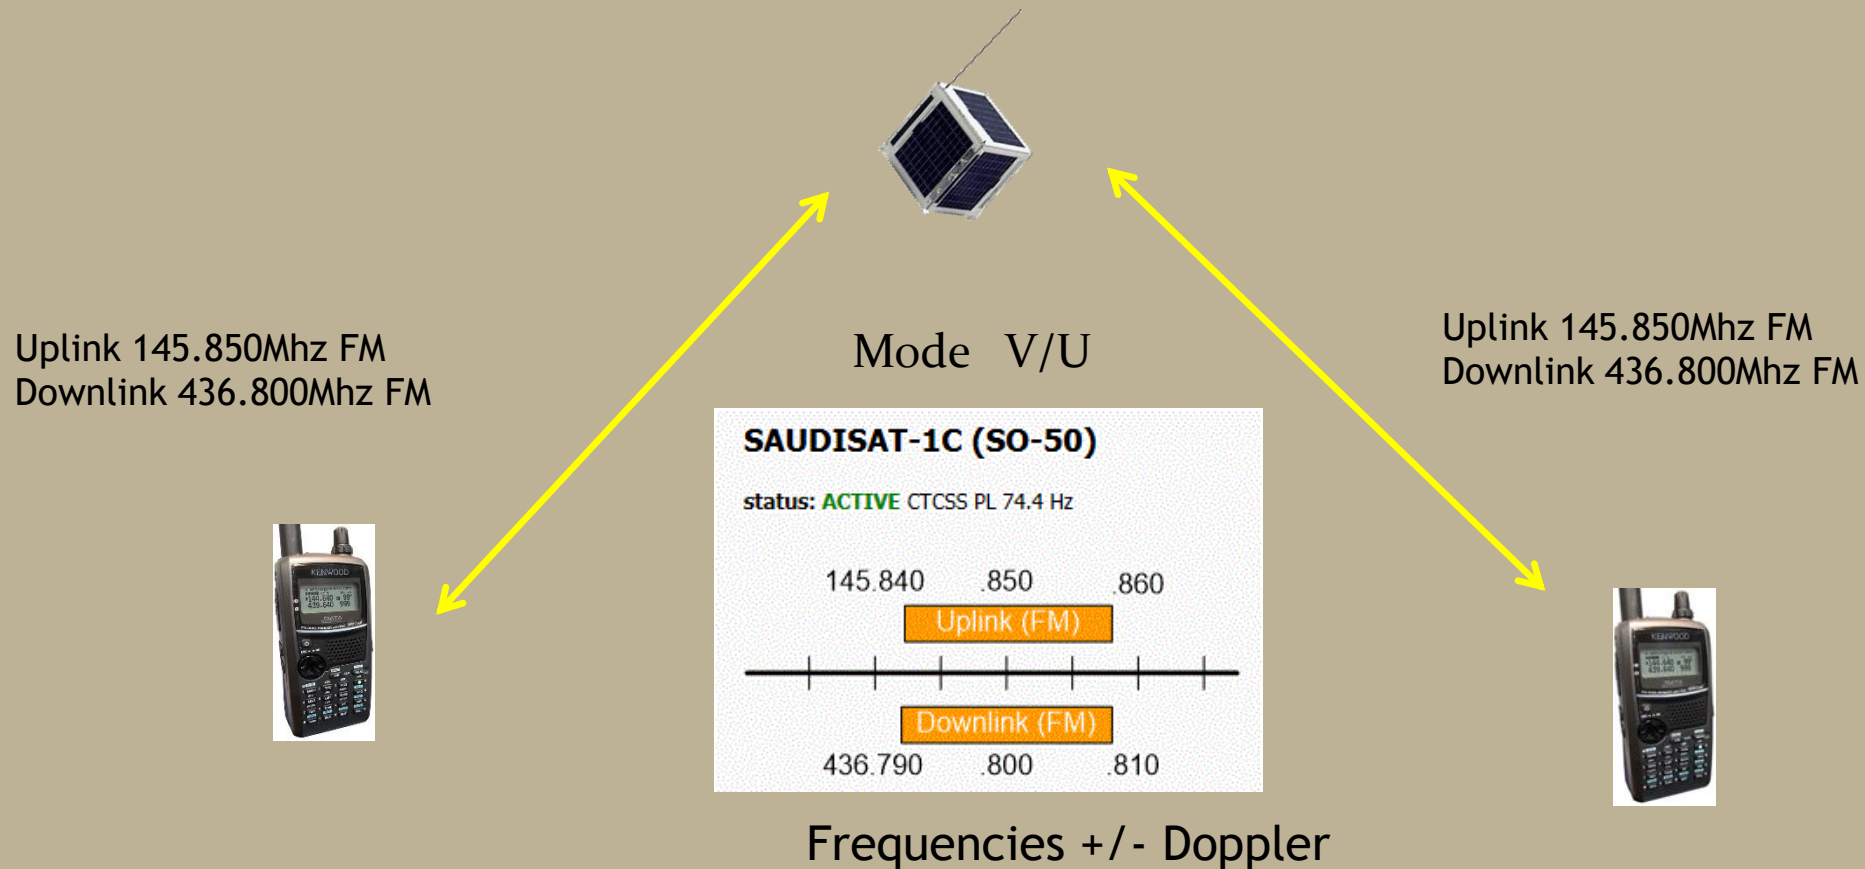 Uplink 145.850Mhz FM
Downlink 436.800Mhz FM
Mode V/U
Uplink 145.850Mhz FM
Downlink 436.800Mhz FM
SAUDISAT-1C (SO-50)
status: ACTIVE CTCSS PL 74.4 Hz
145.840 .850 .860
Uplink (FM)
Downlink (FM)
436.790 .800 .810
KENWOOD
KENWOOD
Frequencies +/- Doppler